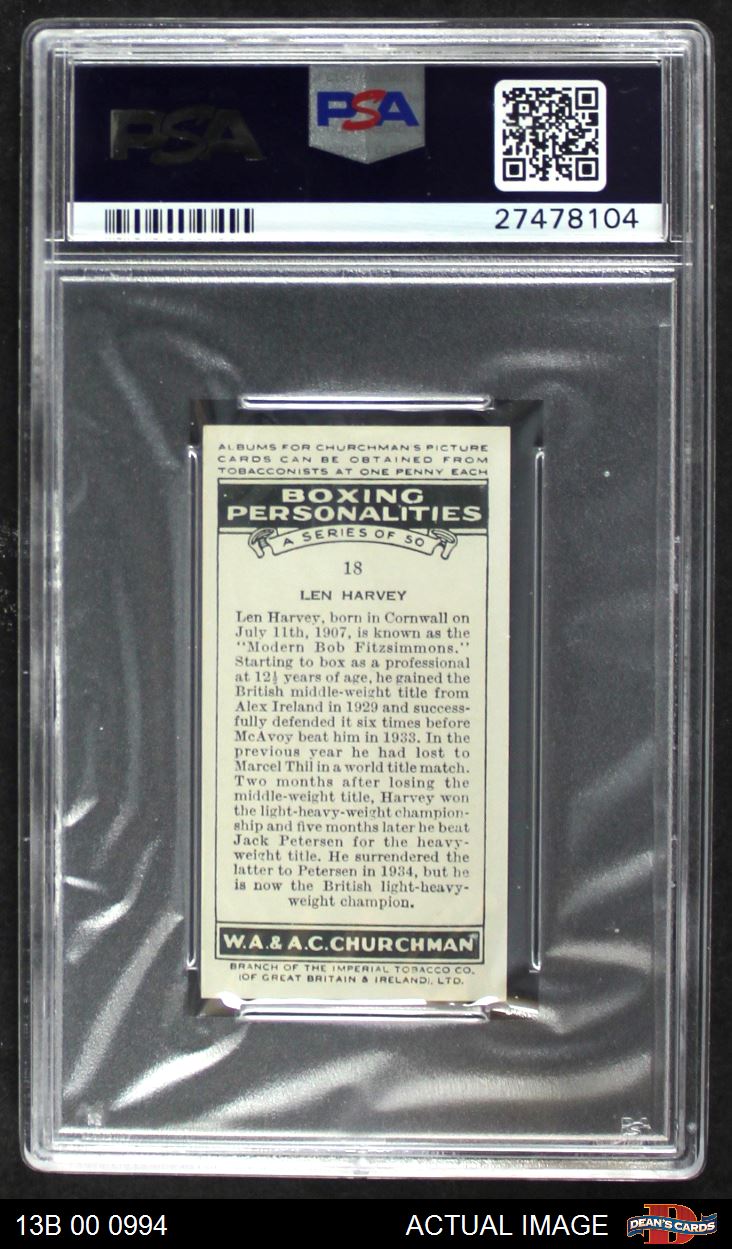 PSA
PSA
27478104
ALBUMS FOR CHURCHMAN'S PICTURE
CARDS CAN BE OBTAINED FROM
TOBACCONISTS AT ONE PENNY EACH
BOXING
PERSONALITIES
A SERIES OF 50
18
LEN HARVEY
Len Harvey, born in Cornwall on
July 11th, 1907, is known as the
"Modern Bob Fitzsimmons."
Starting to box as a professional
at 12½ years of age, he gained the
British middle-weight title from
Alex Ireland in 1929 and success-
fully defended it six times before
McAvoy beat him in 1933. In the
previous year he had lost to
Marcel Thil in a world title match.
Two months after losing the
middle-weight title, Harvey won
the light-heavy-weight champion-
ship and five months later he beat
Jack Petersen for the heavy-
weight title. He surrendered the
latter to Petersen in 1934, but he
is now the British light-heavy-
weight champion.
W.A. & A.C. CHURCHMAN
BRANCH OF THE IMPERIAL TOBACCO CO.
(OF GREAT BRITAIN & IRELAND), LTD.
PSA
13B 00 0994
ACTUAL IMAGE
DEAN'S CARDS